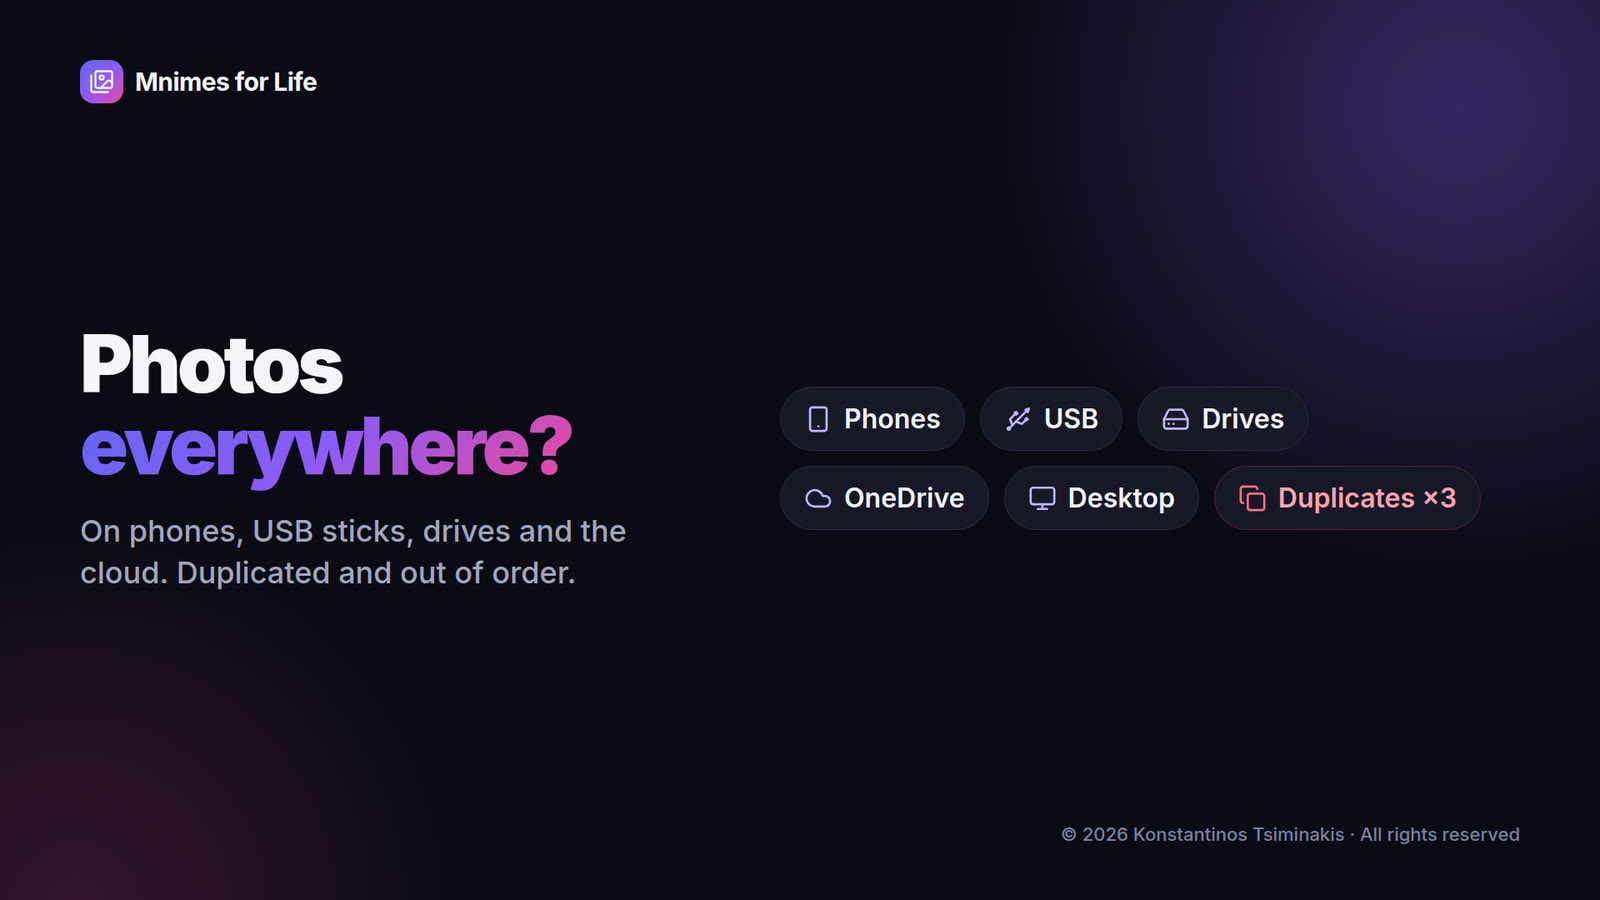 Mnimes for Life
Photos
everywhere?
On phones, USB sticks, drives and the
cloud. Duplicated and out of order.
Phones
USB
Drives
OneDrive
Desktop
Duplicates ×3
© 2026 Konstantinos Tsiminakis · All rights reserved